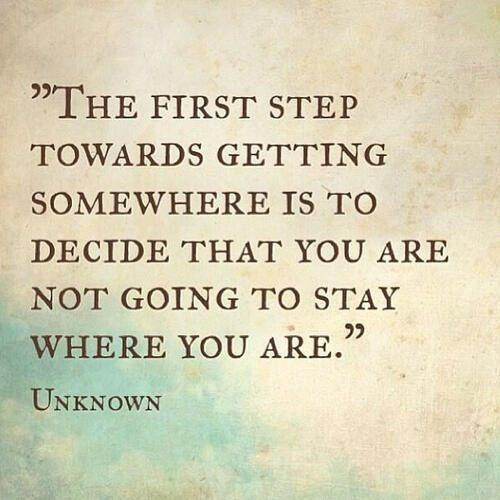 ”The first step
towards getting
somewhere is to
decide that you are
not going to stay
where you are.”
Unknown